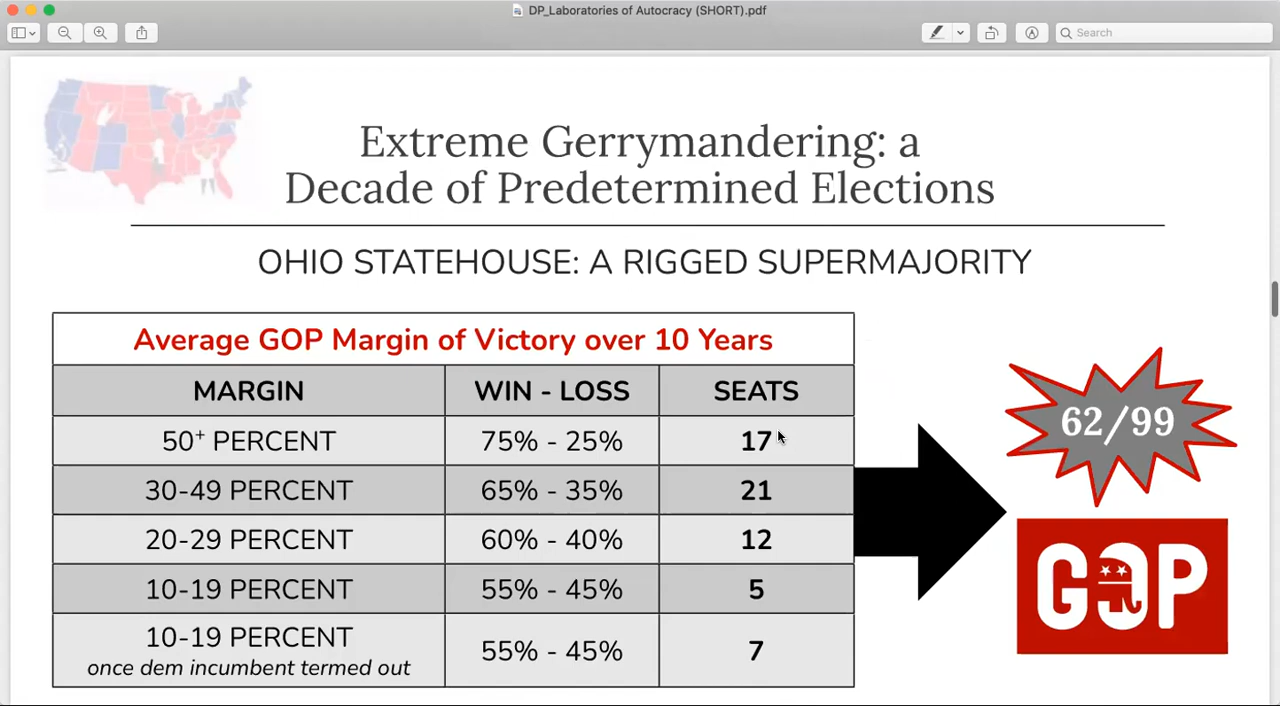 DP_Laboratories of Autocracy (SHORT).pdf
Search
Extreme Gerrymandering: a
Decade of Predetermined Elections
OHIO STATEHOUSE: A RIGGED SUPERMAJORITY
Average GOP Margin of Victory over 10 Years
MARGIN WIN - LOSS SEATS
50⁺ PERCENT 75% - 25% 17
30-49 PERCENT 65% - 35% 21
20-29 PERCENT 60% - 40% 12
10-19 PERCENT 55% - 45% 5
10-19 PERCENT
once dem incumbent termed out
55% - 45% 7
62/99
GOP